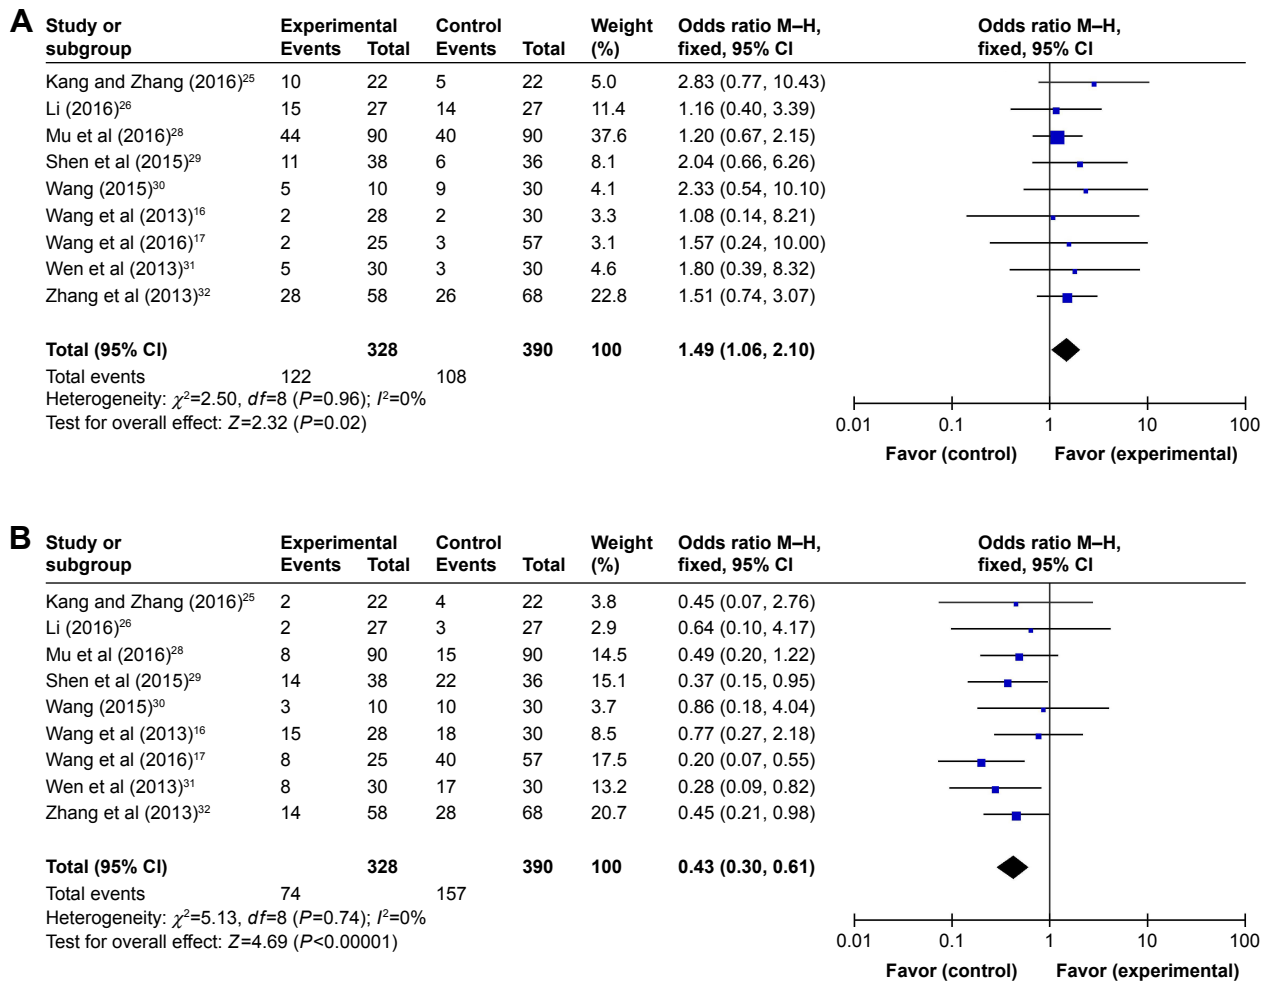 A Study or subgroup Experimental Events Total Control Events Total Weight (%) Odds ratio M–H, fixed, 95% CI Odds ratio M–H, fixed, 95% CI
Kang and Zhang (2016)²⁵ 10 22 5 22 5.0 2.83 (0.77, 10.43)
Li (2016)²⁶ 15 27 14 27 11.4 1.16 (0.40, 3.39)
Mu et al (2016)²⁸ 44 90 40 90 37.6 1.20 (0.67, 2.15)
Shen et al (2015)²⁹ 11 38 6 36 8.1 2.04 (0.66, 6.26)
Wang (2015)³⁰ 5 10 9 30 4.1 2.33 (0.54, 10.10)
Wang et al (2013)¹⁶ 2 28 2 30 3.3 1.08 (0.14, 8.21)
Wang et al (2016)¹⁷ 2 25 3 57 3.1 1.57 (0.24, 10.00)
Wen et al (2013)³¹ 5 30 3 30 4.6 1.80 (0.39, 8.32)
Zhang et al (2013)³² 28 58 26 68 22.8 1.51 (0.74, 3.07)
Total (95% CI) 328 390 100 1.49 (1.06, 2.10)
Total events 122 108
Heterogeneity: χ²=2.50, df=8 (P=0.96); I²=0%
Test for overall effect: Z=2.32 (P=0.02)
0.01 0.1 1 10 100
Favor (control) Favor (experimental)
B Study or subgroup Experimental Events Total Control Events Total Weight (%) Odds ratio M–H, fixed, 95% CI Odds ratio M–H, fixed, 95% CI
Kang and Zhang (2016)²⁵ 2 22 4 22 3.8 0.45 (0.07, 2.76)
Li (2016)²⁶ 2 27 3 27 2.9 0.64 (0.10, 4.17)
Mu et al (2016)²⁸ 8 90 15 90 14.5 0.49 (0.20, 1.22)
Shen et al (2015)²⁹ 14 38 22 36 15.1 0.37 (0.15, 0.95)
Wang (2015)³⁰ 3 10 10 30 3.7 0.86 (0.18, 4.04)
Wang et al (2013)¹⁶ 15 28 18 30 8.5 0.77 (0.27, 2.18)
Wang et al (2016)¹⁷ 8 25 40 57 17.5 0.20 (0.07, 0.55)
Wen et al (2013)³¹ 8 30 17 30 13.2 0.28 (0.09, 0.82)
Zhang et al (2013)³² 14 58 28 68 20.7 0.45 (0.21, 0.98)
Total (95% CI) 328 390 100 0.43 (0.30, 0.61)
Total events 74 157
Heterogeneity: χ²=5.13, df=8 (P=0.74); I²=0%
Test for overall effect: Z=4.69 (P<0.00001)
0.01 0.1 1 10 100
Favor (control) Favor (experimental)